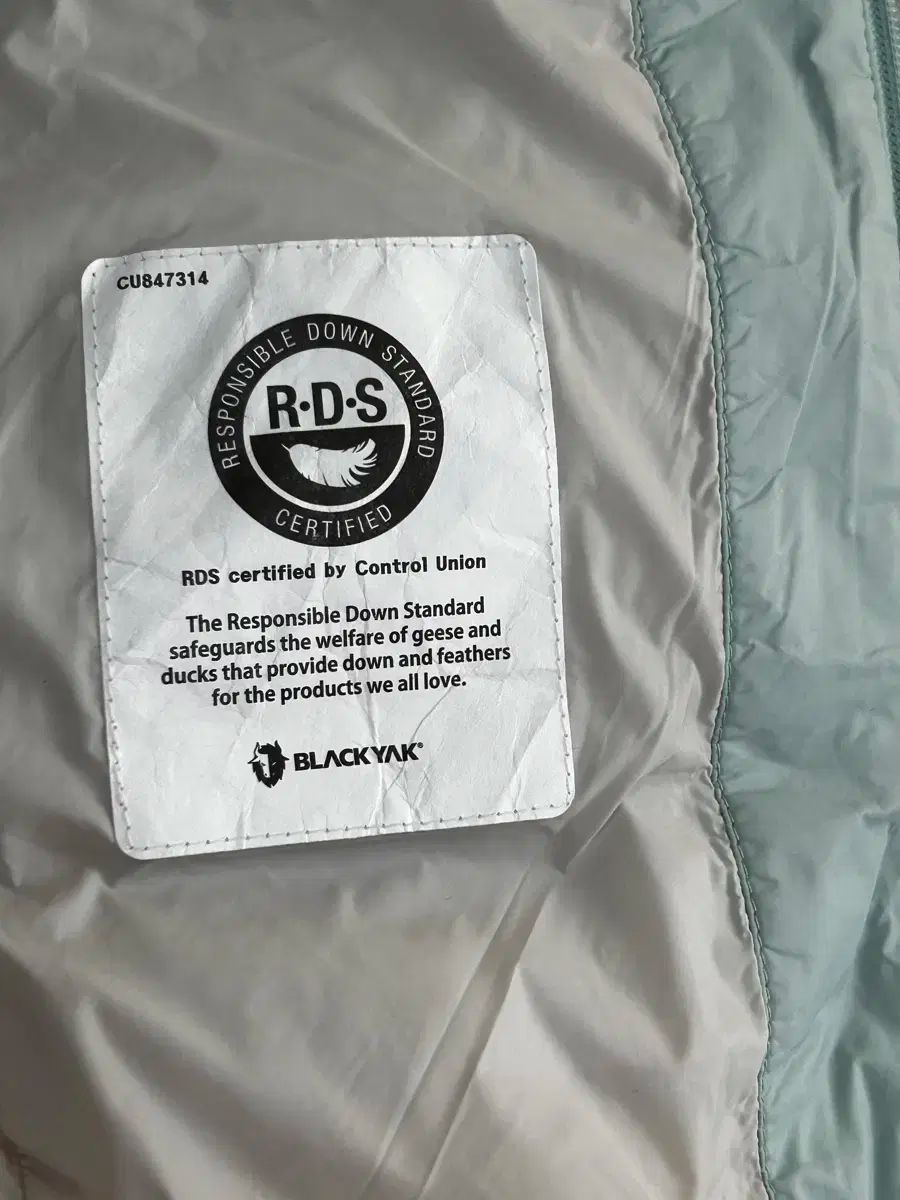 CU847314
RESPONSIBLE DOWN STANDARD
R·D·S
CERTIFIED
RDS certified by Control Union
The Responsible Down Standard
safeguards the welfare of geese and
ducks that provide down and feathers
for the products we all love.
BLACKYAK®